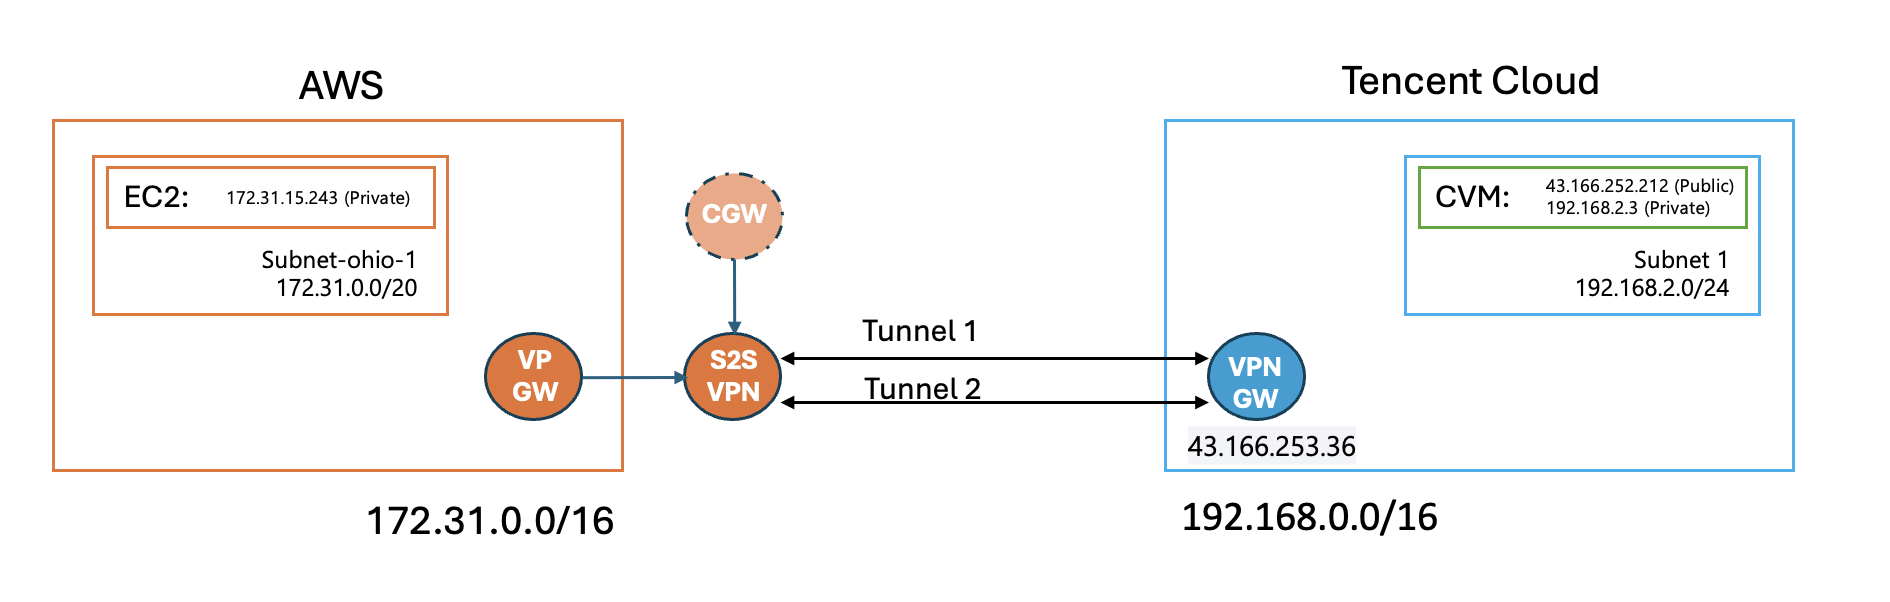 AWS
Tencent Cloud
EC2:
172.31.15.243 (Private)
Subnet-ohio-1
172.31.0.0/20
VP
GW
CGW
S2S
VPN
Tunnel 1
Tunnel 2
CVM:
43.166.252.212 (Public)
192.168.2.3 (Private)
Subnet 1
192.168.2.0/24
VPN
GW
43.166.253.36
172.31.0.0/16
192.168.0.0/16